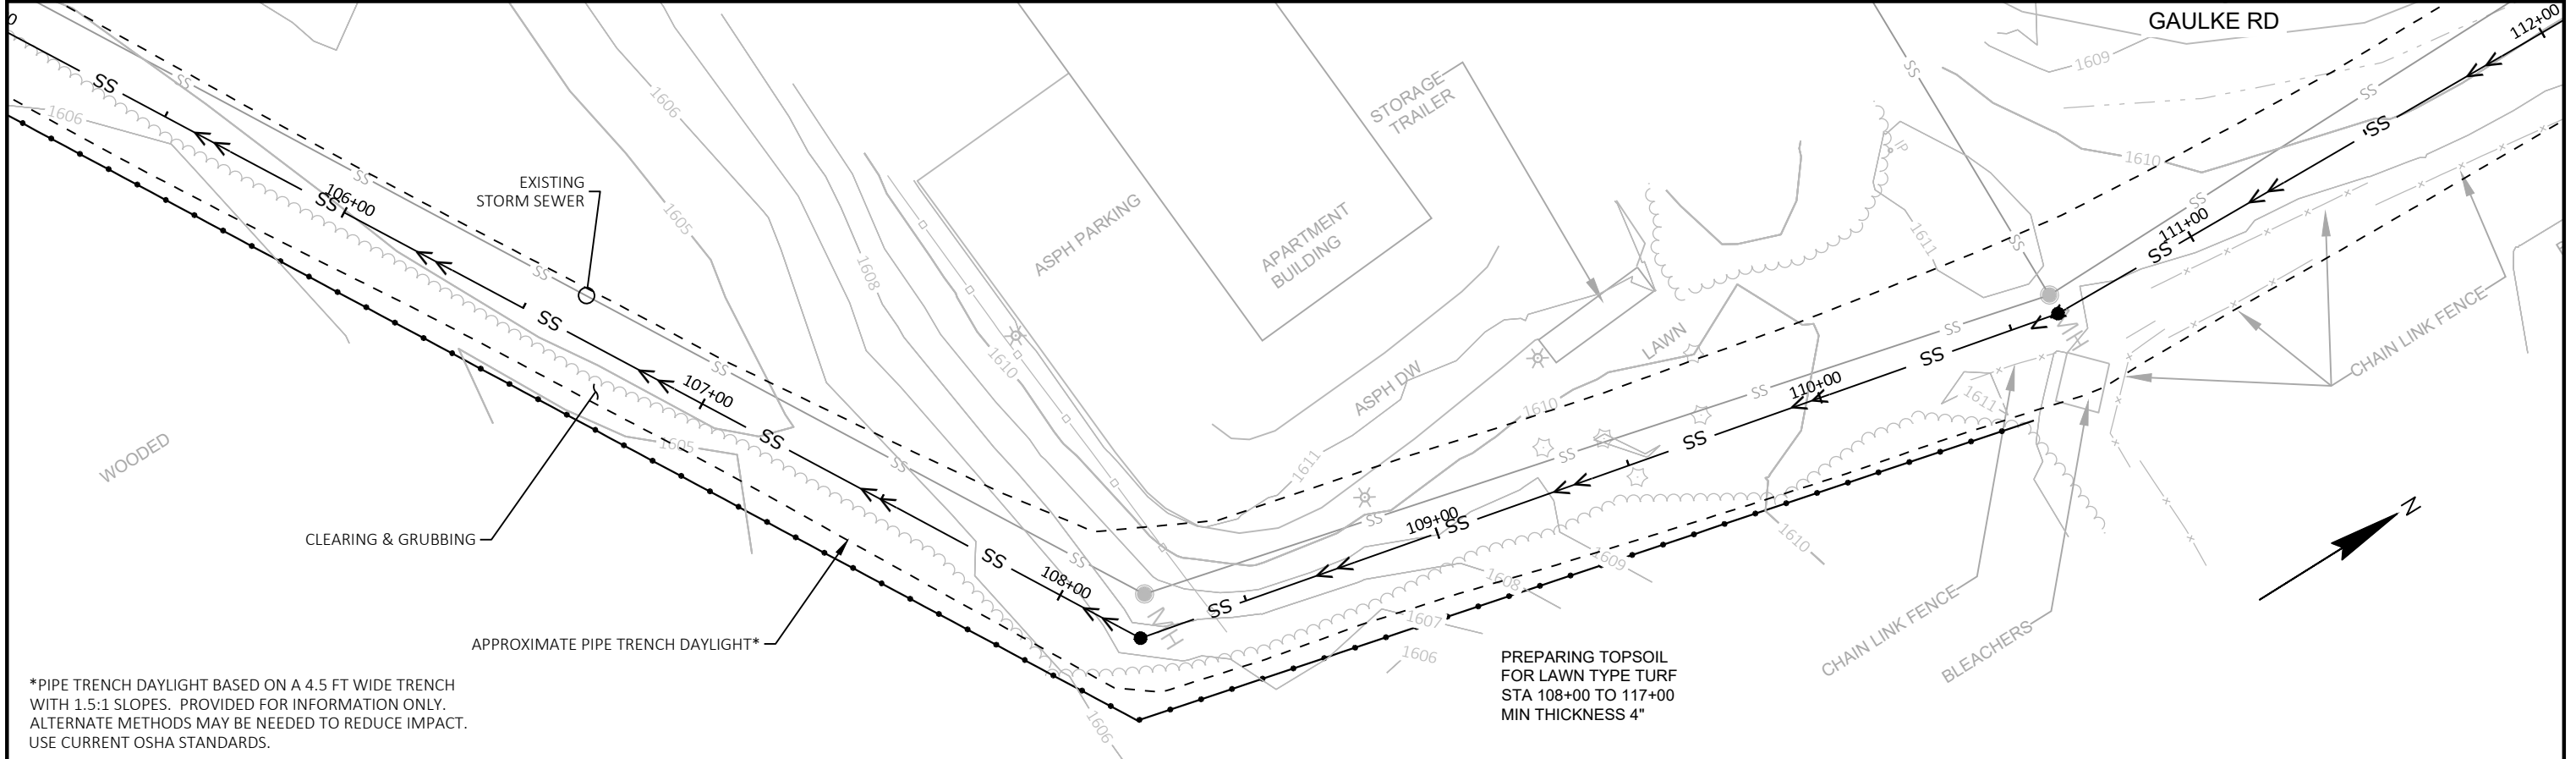 GAULKE RD
112+00
1609
SS
SS
STORAGE
TRAILER
1606
SS
SS
SS
1606
IP
1610
SS
EXISTING
STORM SEWER
SS
SS
106+00
SS
1605
ASPH PARKING
APARTMENT
BUILDING
1611
111+00
SS
SS
SS
1608
CHAIN LINK FENCE
SS
SS
MH
LAWN
SS
1610
SS
107+00
ASPH DW
110+00
SS
1611
1610
SS
WOODED
1605
SS
SS
SS
1611
109+00
SS
SS
1610
CLEARING & GRUBBING
SS
SS
1609
N
108+00
1608
CHAIN LINK FENCE
SS
MH
1607
BLEACHERS
APPROXIMATE PIPE TRENCH DAYLIGHT*
1606
PREPARING TOPSOIL
FOR LAWN TYPE TURF
STA 108+00 TO 117+00
MIN THICKNESS 4"
*PIPE TRENCH DAYLIGHT BASED ON A 4.5 FT WIDE TRENCH
WITH 1.5:1 SLOPES. PROVIDED FOR INFORMATION ONLY.
ALTERNATE METHODS MAY BE NEEDED TO REDUCE IMPACT.
USE CURRENT OSHA STANDARDS.
1606